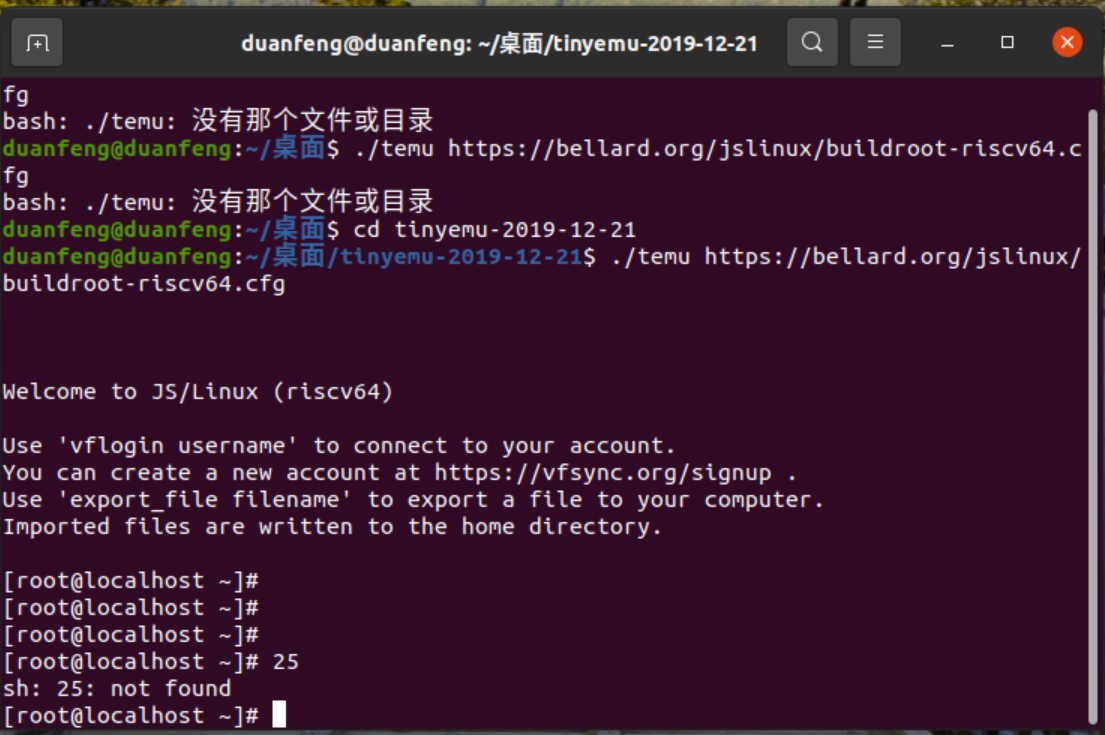 duanfeng@duanfeng: ~/桌面/tinyemu-2019-12-21
fg
bash: ./temu: 没有那个文件或目录
duanfeng@duanfeng:~/桌面$ ./temu https://bellard.org/jslinux/buildroot-riscv64.c
fg
bash: ./temu: 没有那个文件或目录
duanfeng@duanfeng:~/桌面$ cd tinyemu-2019-12-21
duanfeng@duanfeng:~/桌面/tinyemu-2019-12-21$ ./temu https://bellard.org/jslinux/
buildroot-riscv64.cfg
Welcome to JS/Linux (riscv64)
Use 'vflogin username' to connect to your account.
You can create a new account at https://vfsync.org/signup .
Use 'export_file filename' to export a file to your computer.
Imported files are written to the home directory.
[root@localhost ~]#
[root@localhost ~]#
[root@localhost ~]#
[root@localhost ~]# 25
sh: 25: not found
[root@localhost ~]#